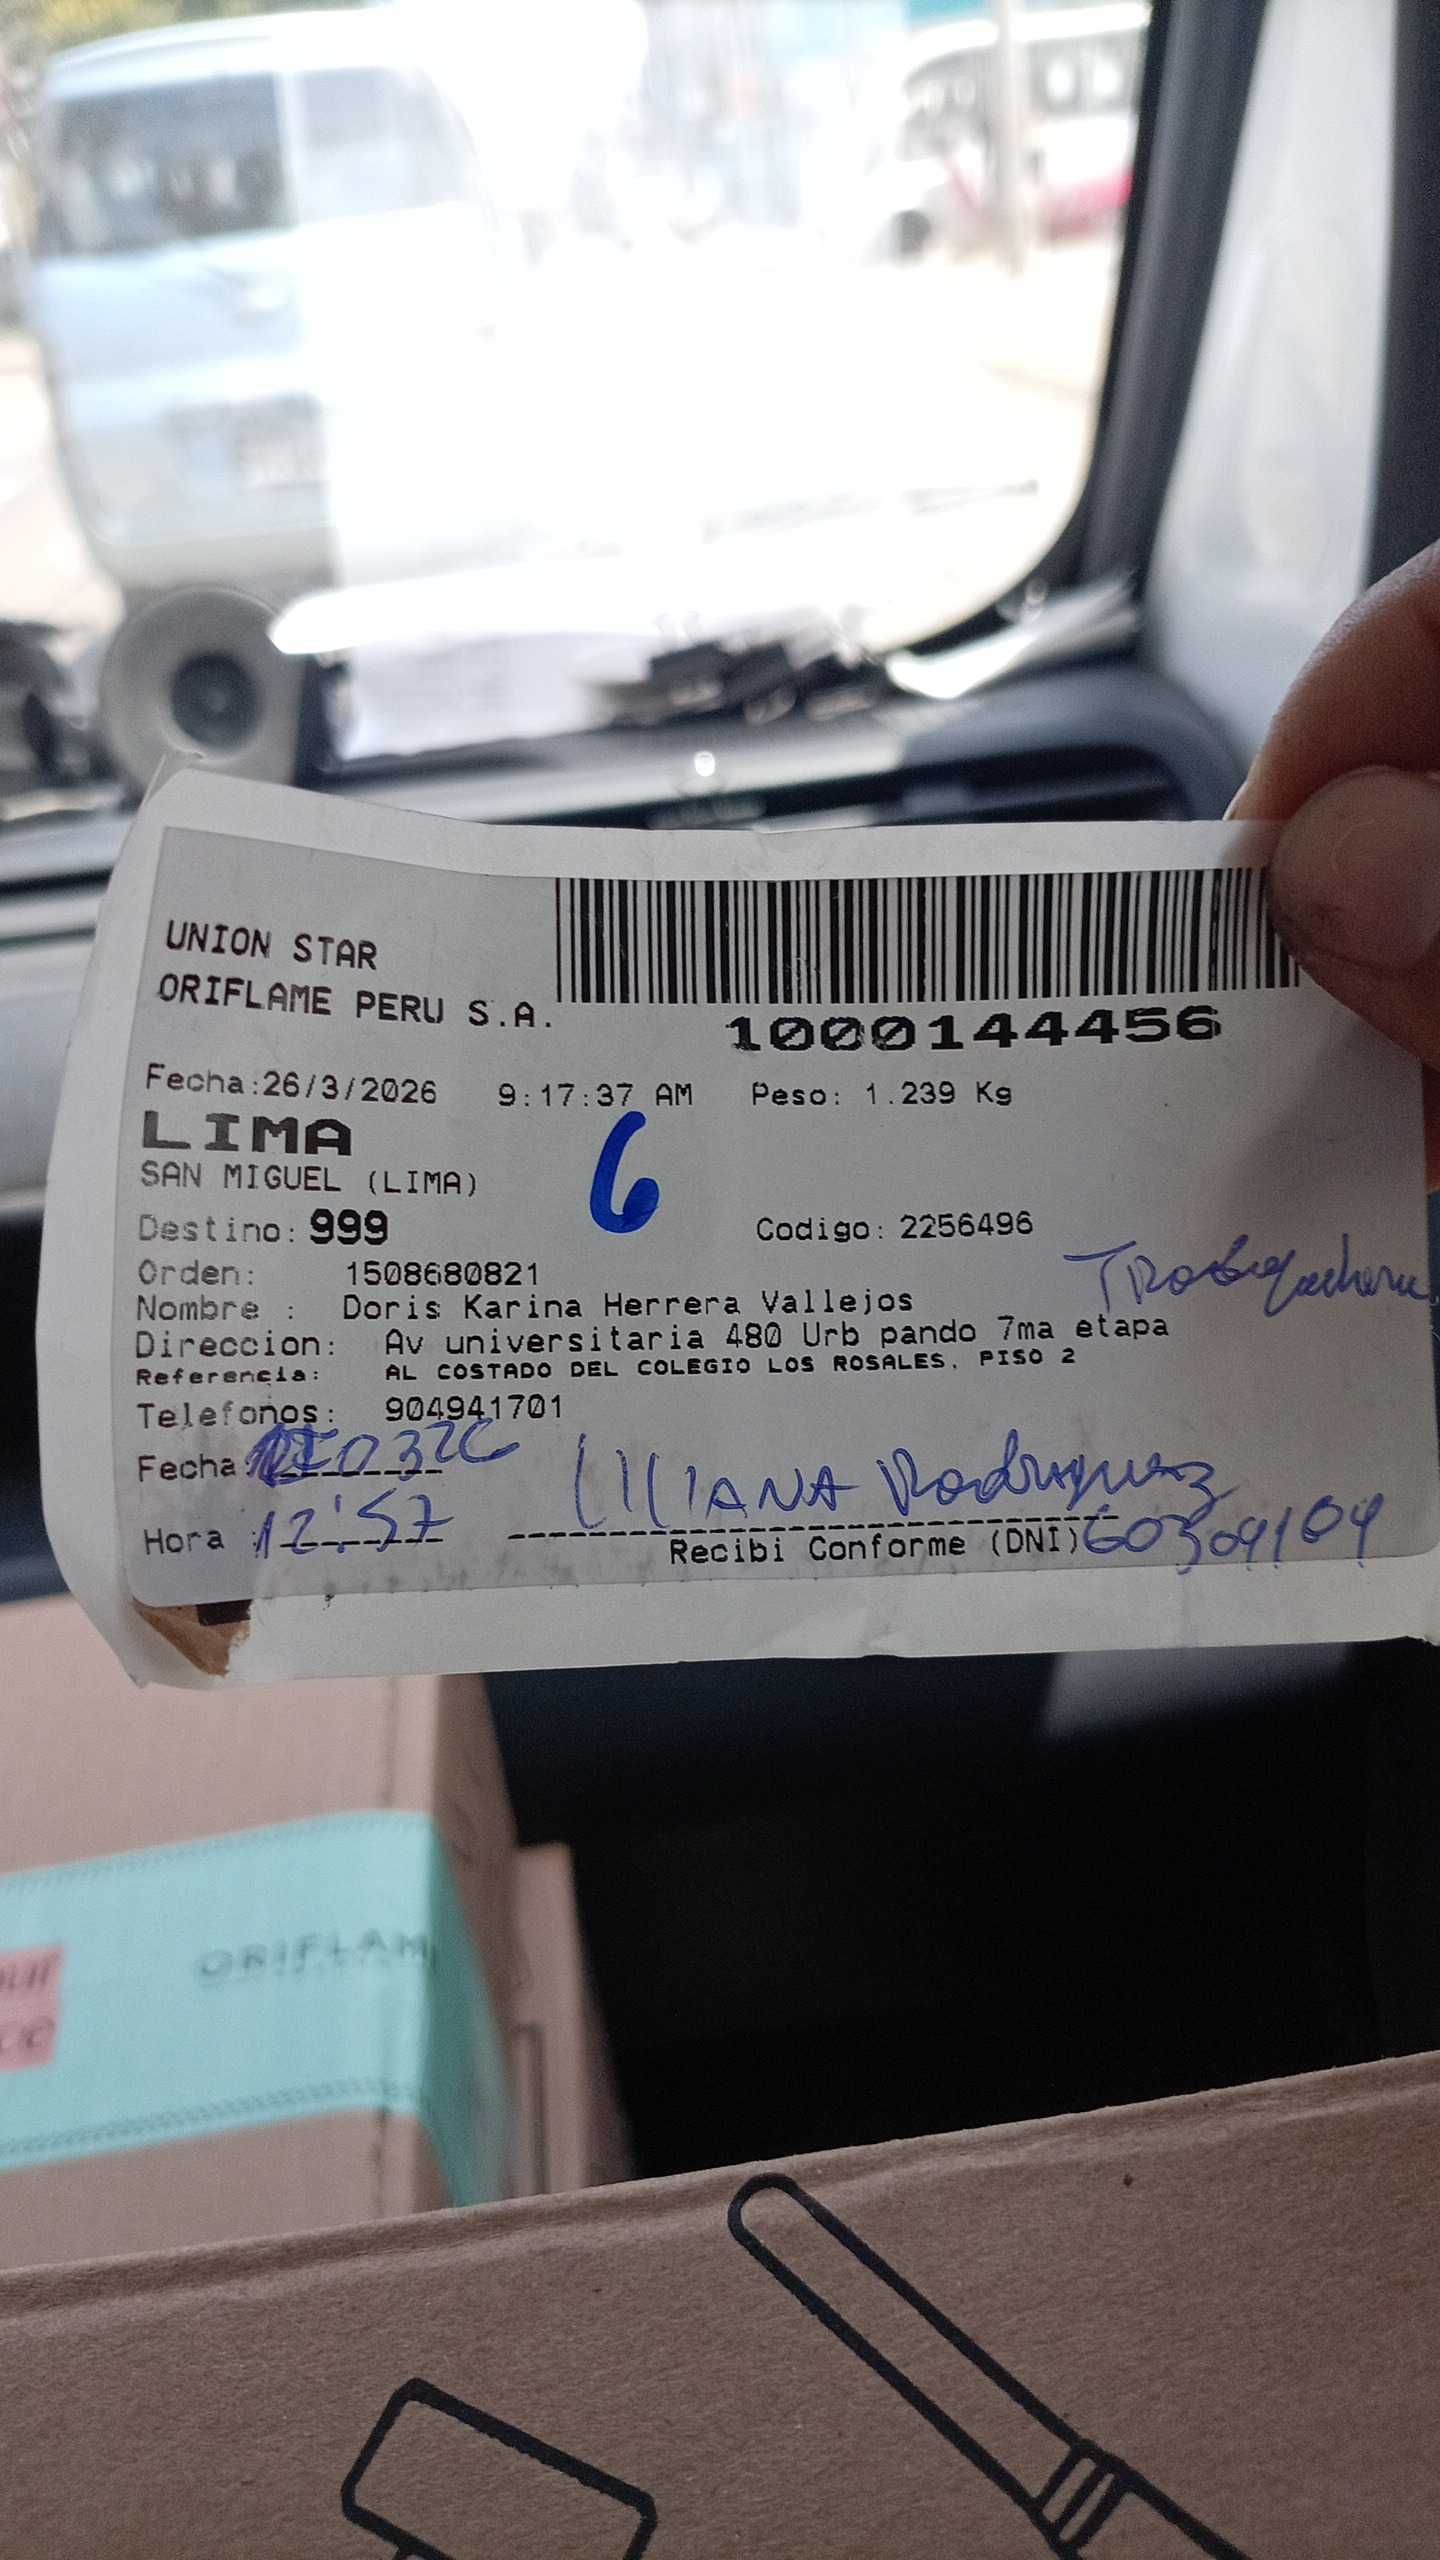 UNION STAR
ORIFLAME PERU S.A.
1000144456
Fecha:26/3/2026 9:17:37 AM Peso: 1.239 Kg
LIMA
6
SAN MIGUEL (LIMA)
Destino: 999 Codigo: 2256496
Orden: 1508680821
Nombre : Doris Karina Herrera Vallejos
Direccion: Av universitaria 480 Urb pando 7ma etapa
Referencia: AL COSTADO DEL COLEGIO LOS ROSALES. PISO 2
Telefonos: 904941701
Fecha:
LILIANA Rodriguez
Hora : 12:57
Recibi Conforme (DNI) 60309109
ORIFLAM